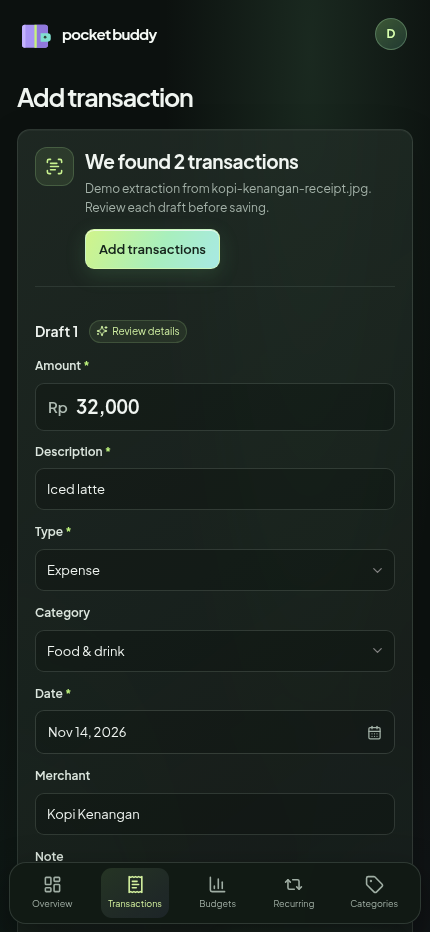 pocket buddy
D
Add transaction
We found 2 transactions
Demo extraction from kopi-kenangan-receipt.jpg.
Review each draft before saving.
Add transactions
Draft 1
Review details
Amount *
Rp 32,000
Description *
Iced latte
Type *
Expense
Category
Food & drink
Date *
Nov 14, 2026
Merchant
Kopi Kenangan
Note
Overview
Transactions
Budgets
Recurring
Categories